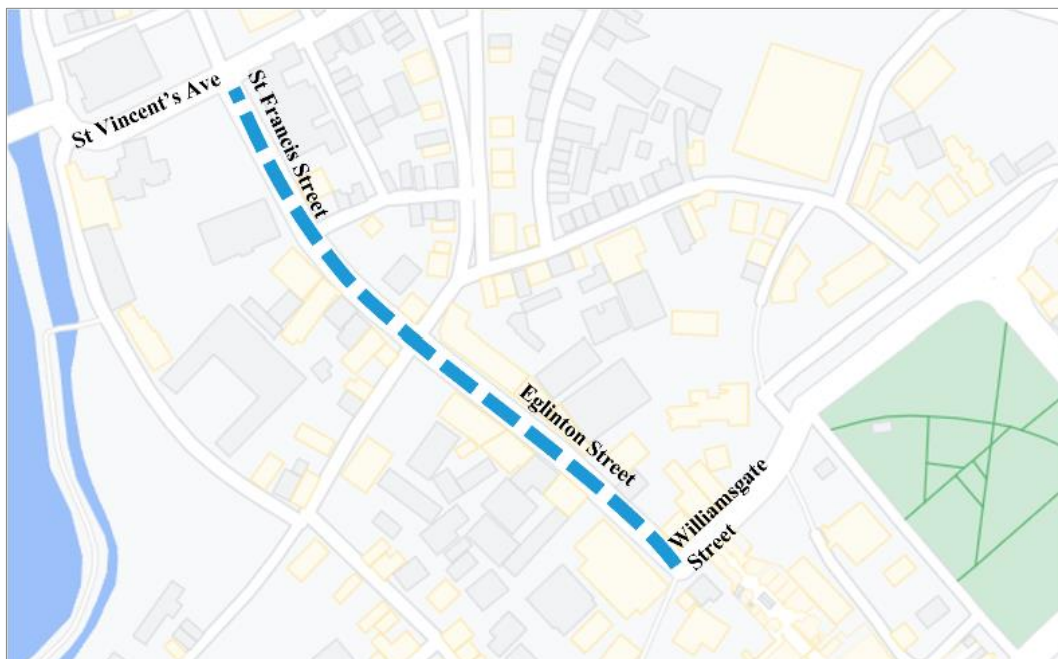 St Vincent's Ave
St Francis Street
Eglinton Street
Williamsgate
Street